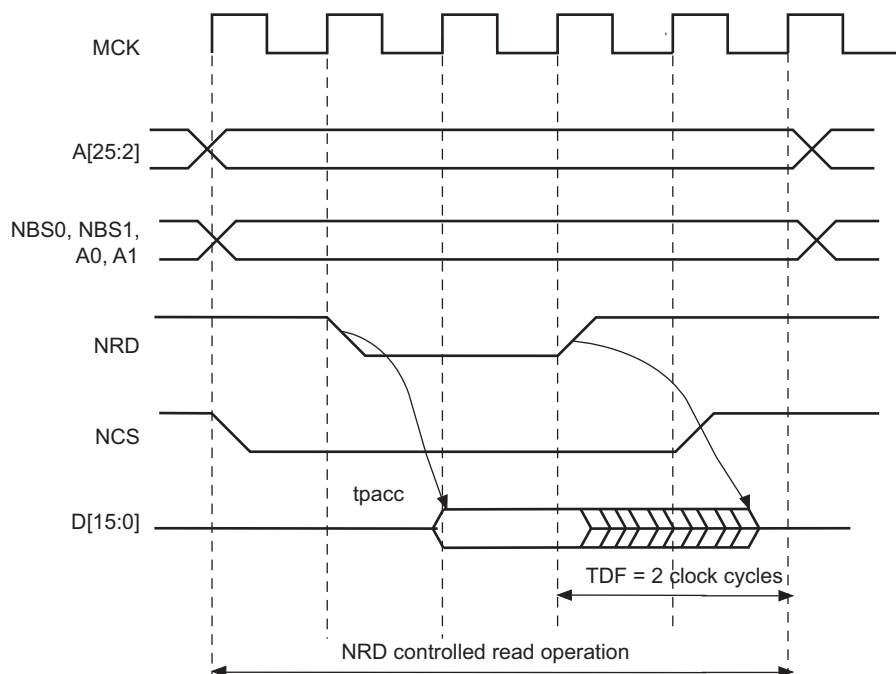 MCK
A[25:2]
NBS0, NBS1,
A0, A1
NRD
NCS
tpacc
D[15:0]
TDF = 2 clock cycles
NRD controlled read operation